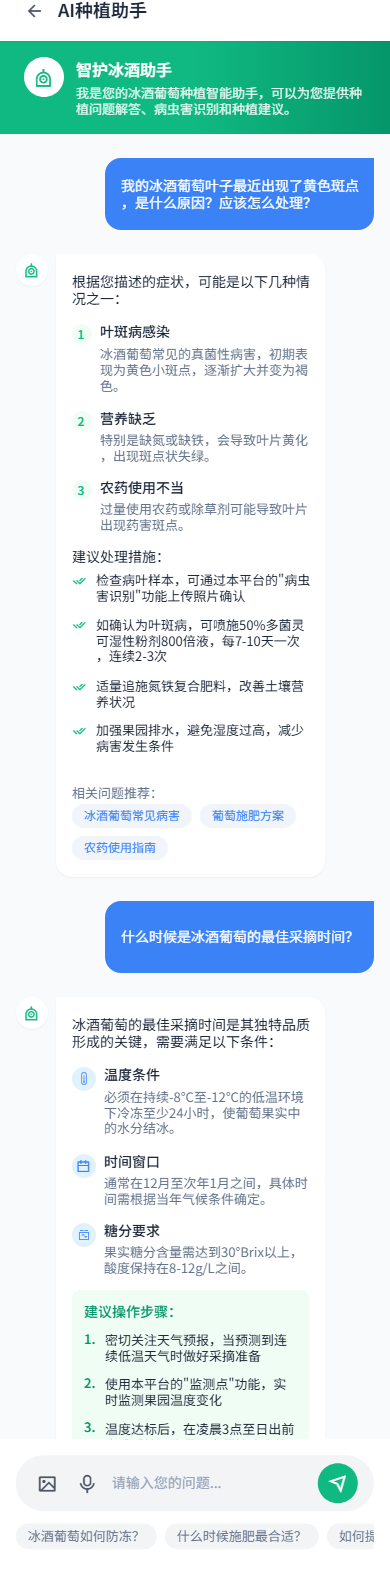 AI种植助手
智护冰酒助手
我是您的冰酒葡萄种植智能助手，可以为您提供种
植问题解答、病虫害识别和种植建议。
我的冰酒葡萄叶子最近出现了黄色斑点
，是什么原因？应该怎么处理？
根据您描述的症状，可能是以下几种情
况之一：
1 叶斑病感染
冰酒葡萄常见的真菌性病害，初期表
现为黄色小斑点，逐渐扩大并变为褐
色。
2 营养缺乏
特别是缺氮或缺铁，会导致叶片黄化
，出现斑点状失绿。
3 农药使用不当
过量使用农药或除草剂可能导致叶片
出现药害斑点。
建议处理措施：
检查病叶样本，可通过本平台的"病虫
害识别"功能上传照片确认
如确认为叶斑病，可喷施50%多菌灵
可湿性粉剂800倍液，每7-10天一次
，连续2-3次
适量追施氮铁复合肥料，改善土壤营
养状况
加强果园排水，避免湿度过高，减少
病害发生条件
相关问题推荐：
冰酒葡萄常见病害 葡萄施肥方案
农药使用指南
什么时候是冰酒葡萄的最佳采摘时间？
冰酒葡萄的最佳采摘时间是其独特品质
形成的关键，需要满足以下条件：
温度条件
必须在持续-8°C至-12°C的低温环境
下冷冻至少24小时，使葡萄果实中
的水分结冰。
时间窗口
通常在12月至次年1月之间，具体时
间需根据当年气候条件确定。
糖分要求
果实糖分含量需达到30°Brix以上，
酸度保持在8-12g/L之间。
建议操作步骤：
1. 密切关注天气预报，当预测到连
续低温天气时做好采摘准备
2. 使用本平台的"监测点"功能，实
时监测果园温度变化
3. 温度达标后，在凌晨3点至日出前
请输入您的问题...
冰酒葡萄如何防冻？ 什么时候施肥最合适？ 如何提